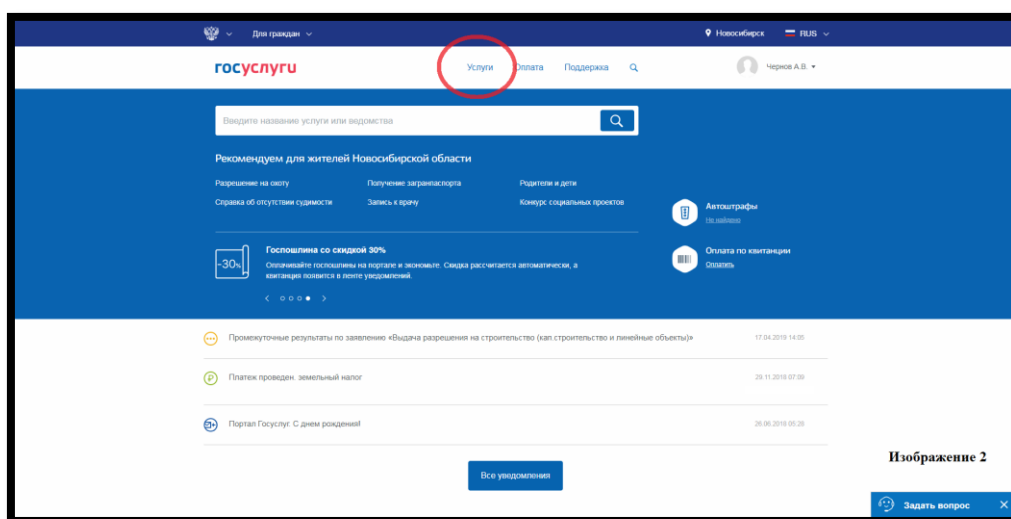 Для граждан
Новосибирск
RUS
госуслуги
Услуги
Оплата
Поддержка
Чернов А.В.
Введите название услуги или ведомства
Рекомендуем для жителей Новосибирской области
Разрешение на охоту
Получение загранпаспорта
Родители и дети
Справка об отсутствии судимости
Запись к врачу
Конкурс социальных проектов
Автоштрафы
Не найдено
-30%
Госпошлина со скидкой 30%
Оплачивайте госпошлины на портале и экономьте. Скидка рассчитается автоматически, а
квитанция появится в ленте уведомлений.
Оплата по квитанции
Оплатить
Промежуточные результаты по заявлению «Выдача разрешения на строительство (кап.строительство и линейные объекты)»
17.04.2019 14:05
Платеж проведен. земельный налог
29.11.2018 07:09
Портал Госуслуг. С днем рождения!
26.06.2018 05:28
Все уведомления
Изображение 2
Задать вопрос